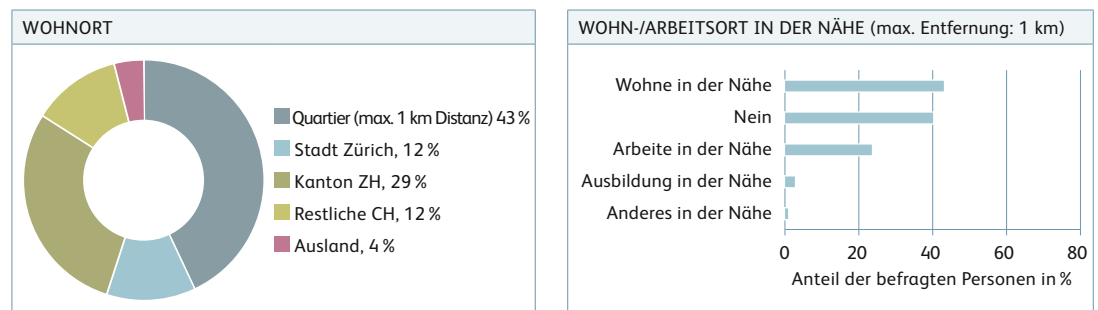 WOHNORT
Quartier (max. 1 km Distanz) 43 %
Stadt Zürich, 12 %
Kanton ZH, 29 %
Restliche CH, 12 %
Ausland, 4 %
WOHN-/ARBEITSORT IN DER NÄHE (max. Entfernung: 1 km)
Wohne in der Nähe
Nein
Arbeite in der Nähe
Ausbildung in der Nähe
Anderes in der Nähe
0 20 40 60 80
Anteil der befragten Personen in %